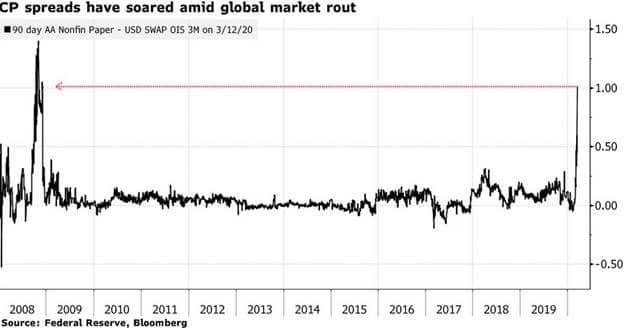 CP spreads have soared amid global market rout
90 day AA Nonfin Paper - USD SWAP OIS 3M on 3/12/20
1.50
1.00
0.50
0.00
-0.50
2008 2009 2010 2011 2012 2013 2014 2015 2016 2017 2018 2019
Source: Federal Reserve, Bloomberg